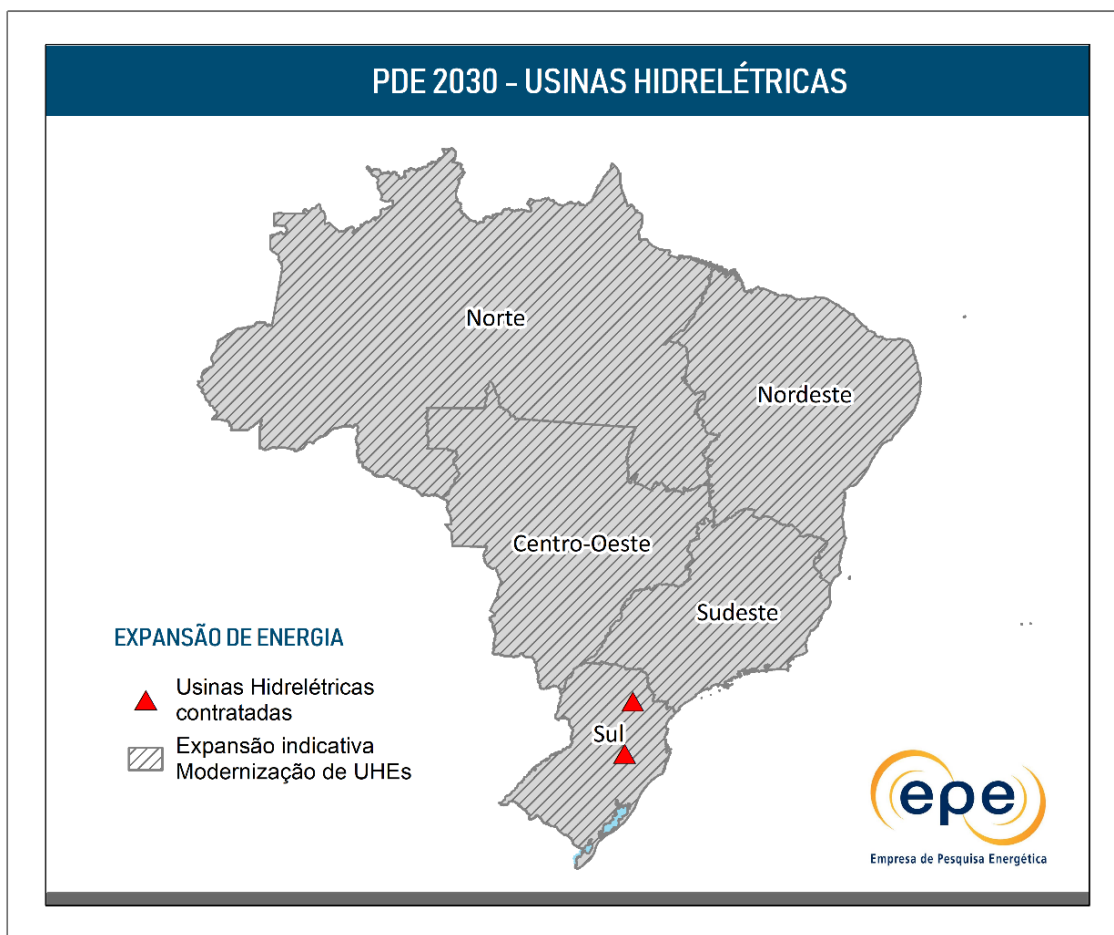 PDE 2030 - USINAS HIDRELÉTRICAS
Norte
Nordeste
Centro-Oeste
Sudeste
Sul
EXPANSÃO DE ENERGIA
Usinas Hidrelétricas
contratadas
Expansão indicativa
Modernização de UHEs
epe
Empresa de Pesquisa Energética